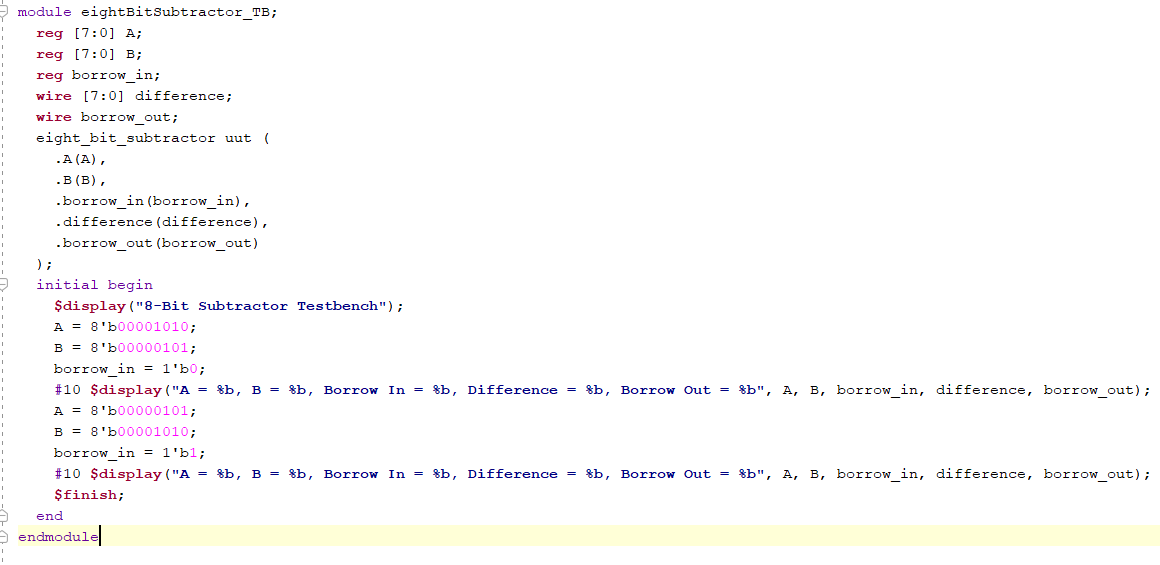 module eightBitSubtractor_TB;
reg [7:0] A;
reg [7:0] B;
reg borrow_in;
wire [7:0] difference;
wire borrow_out;
eight_bit_subtractor uut (
.A(A),
.B(B),
.borrow_in(borrow_in),
.difference(difference),
.borrow_out(borrow_out)
);
initial begin
$display("8-Bit Subtractor Testbench");
A = 8'b00001010;
B = 8'b00000101;
borrow_in = 1'b0;
#10 $display("A = %b, B = %b, Borrow In = %b, Difference = %b, Borrow Out = %b", A, B, borrow_in, difference, borrow_out);
A = 8'b00000101;
B = 8'b00001010;
borrow_in = 1'b1;
#10 $display("A = %b, B = %b, Borrow In = %b, Difference = %b, Borrow Out = %b", A, B, borrow_in, difference, borrow_out);
$finish;
end
endmodule